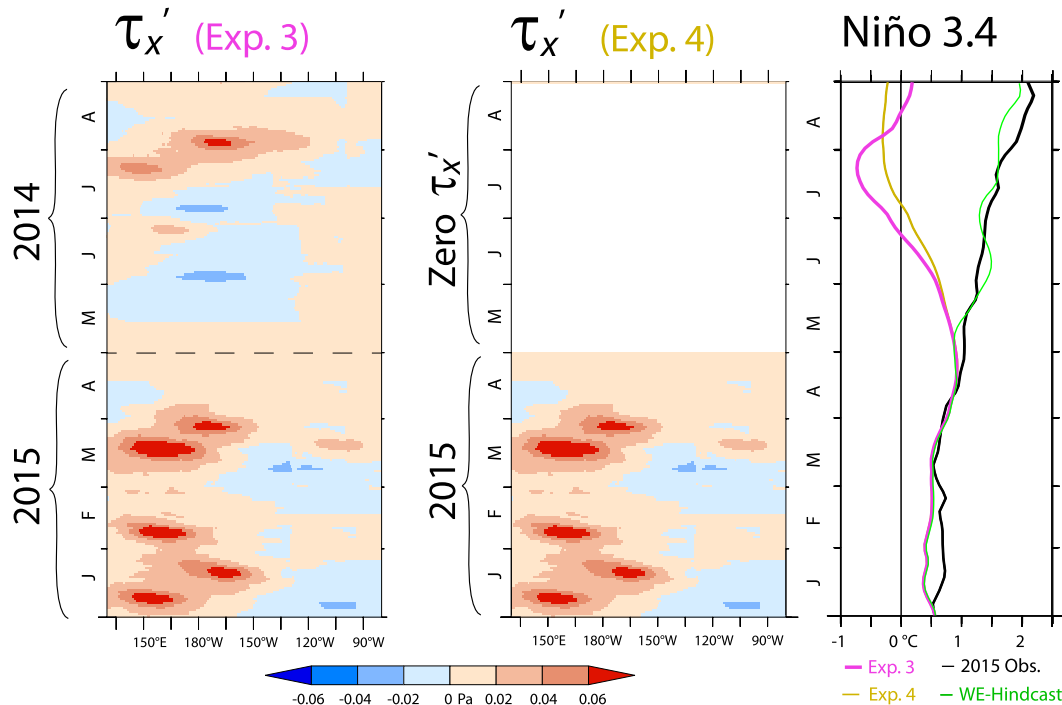 τx′ (Exp. 3)
τx′ (Exp. 4)
Niño 3.4
2014
A
J
J
M
2015
A
M
F
J
150°E 180°W 150°W 120°W 90°W
Zero τx′
A
J
J
M
2015
A
M
F
J
150°E 180°W 150°W 120°W 90°W
A
J
J
M
A
M
F
J
-1 0 °C 1 2
Exp. 3 2015 Obs.
Exp. 4 WE-Hindcast
-0.06 -0.04 -0.02 0 Pa 0.02 0.04 0.06